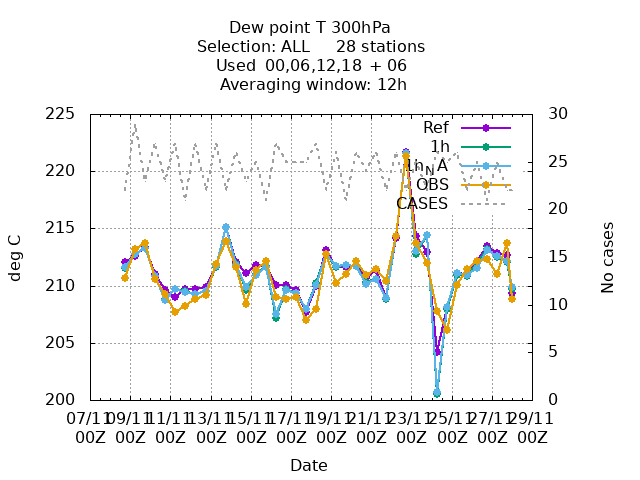 Dew point T 300hPa
Selection: ALL 28 stations
Used 00,06,12,18 + 06
Averaging window: 12h
225
220
215
210
205
200
deg C
30
25
20
15
10
5
0
No cases
Ref
1h
1h_N_A
OBS
CASES
07/11 09/11 11/11 13/11 15/11 17/11 19/11 21/11 23/11 25/11 27/11 29/11
00Z 00Z 00Z 00Z 00Z 00Z 00Z 00Z 00Z 00Z 00Z 00Z
Date